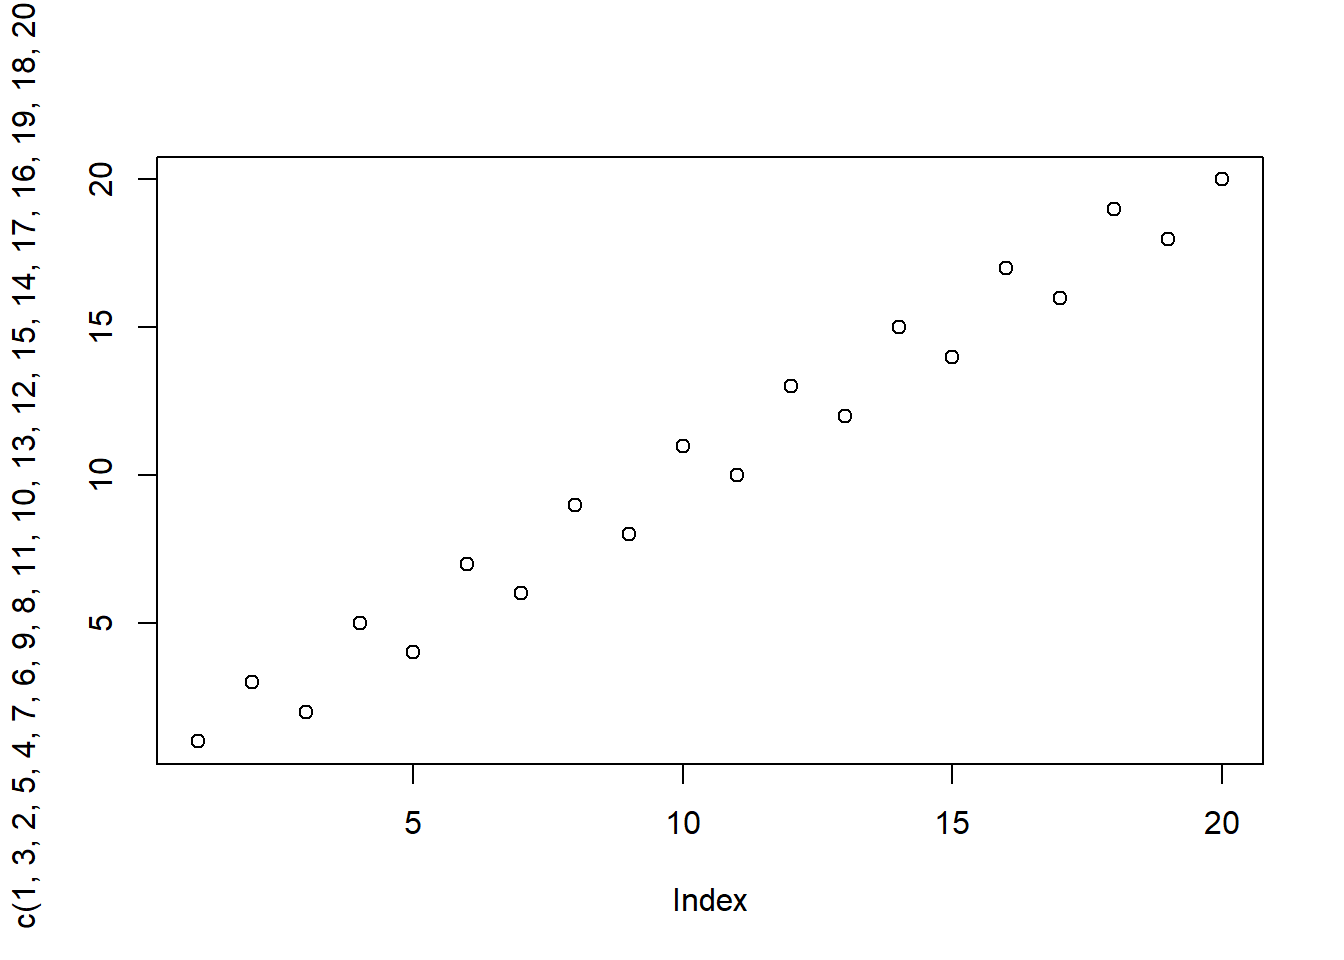 c(1, 3, 2, 5, 4, 7, 6, 9, 8, 11, 10, 13, 12, 15, 14, 17, 16, 19, 18, 20
20
15
10
5
5 10 15 20
Index